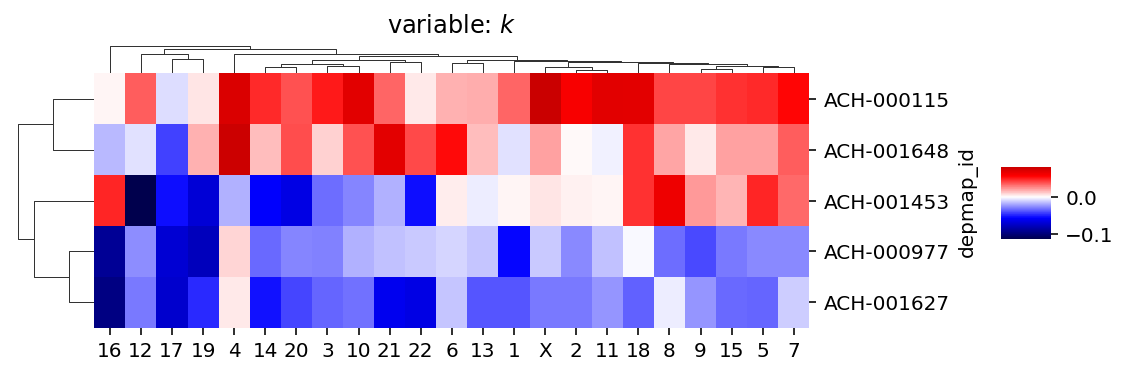 variable: k
ACH-000115
ACH-001648
ACH-001453
ACH-000977
ACH-001627
depmap_id
0.0
−0.1
16 12 17 19 4 14 20 3 10 21 22 6 13 1 X 2 11 18 8 9 15 5 7